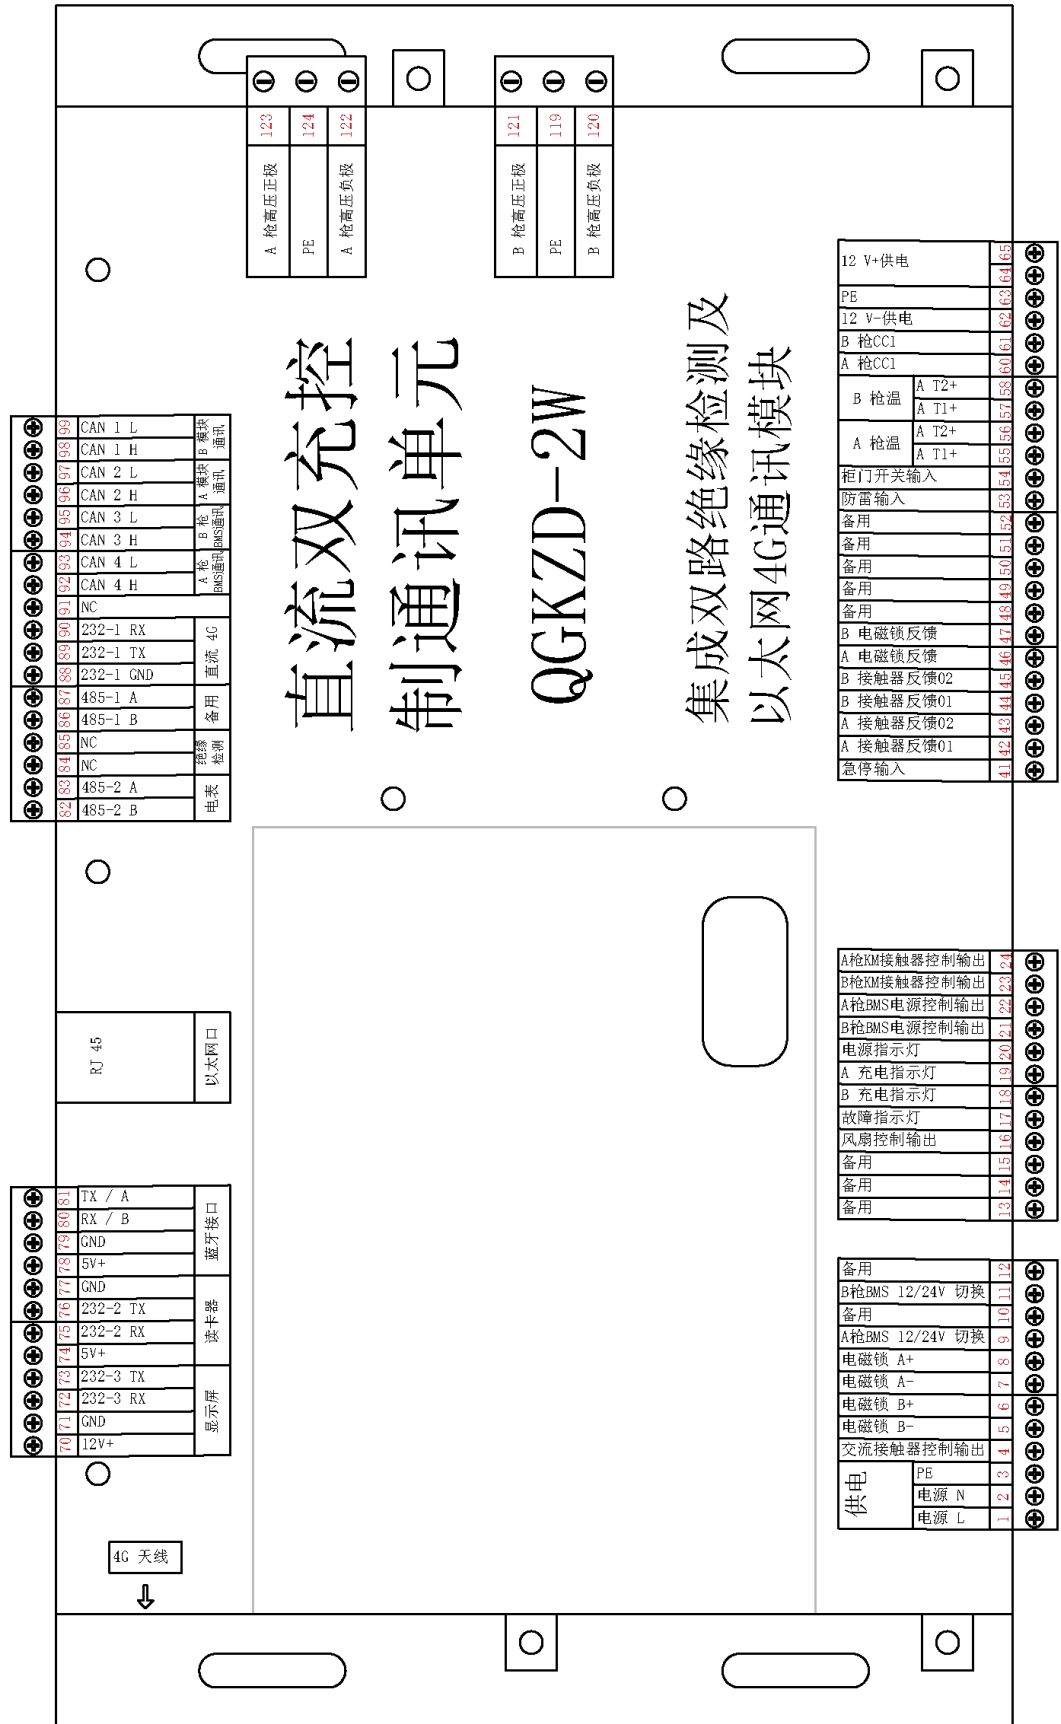 123
124
122
A 枪高压正极
PE
A 枪高压负极
121
119
120
B 枪高压正极
PE
B 枪高压负极
直流双充控
制通讯单元
QGKZD-2W
集成双路绝缘检测及
以太网4G通讯模块
99 CAN 1 L
98 CAN 1 H
B 模块
通讯
97 CAN 2 L
96 CAN 2 H
A 模块
通讯
95 CAN 3 L
94 CAN 3 H
B 枪
BMS通讯
93 CAN 4 L
92 CAN 4 H
A 枪
BMS通讯
91 NC
90 232-1 RX
89 232-1 TX
88 232-1 GND
直流 4G
87 485-1 A
86 485-1 B
备用
85 NC
84 NC
绝缘
检测
83 485-2 A
82 485-2 B
电表
RJ 45
以太网口
81 TX / A
80 RX / B
79 GND
78 5V+
蓝牙接口
77 GND
76 232-2 TX
75 232-2 RX
74 5V+
读卡器
73 232-3 TX
72 232-3 RX
71 GND
70 12V+
显示屏
4G 天线
12 V+供电 65
64
PE 63
12 V-供电 62
B 枪CC1 61
A 枪CC1 60
B 枪温
A T2+ 58
A T1+ 57
A 枪温
A T2+ 56
A T1+ 55
柜门开关输入 54
防雷输入 53
备用 52
备用 51
备用 50
备用 49
备用 48
B 电磁锁反馈 47
A 电磁锁反馈 46
B 接触器反馈02 45
B 接触器反馈01 44
A 接触器反馈02 43
A 接触器反馈01 42
急停输入 41
A枪KM接触器控制输出 24
B枪KM接触器控制输出 23
A枪BMS电源控制输出 22
B枪BMS电源控制输出 21
电源指示灯 20
A 充电指示灯 19
B 充电指示灯 18
故障指示灯 17
风扇控制输出 16
备用 15
备用 14
备用 13
备用 12
B枪BMS 12/24V 切换 11
备用 10
A枪BMS 12/24V 切换 9
电磁锁 A+ 8
电磁锁 A- 7
电磁锁 B+ 6
电磁锁 B- 5
交流接触器控制输出 4
供电
PE 3
电源 N 2
电源 L 1